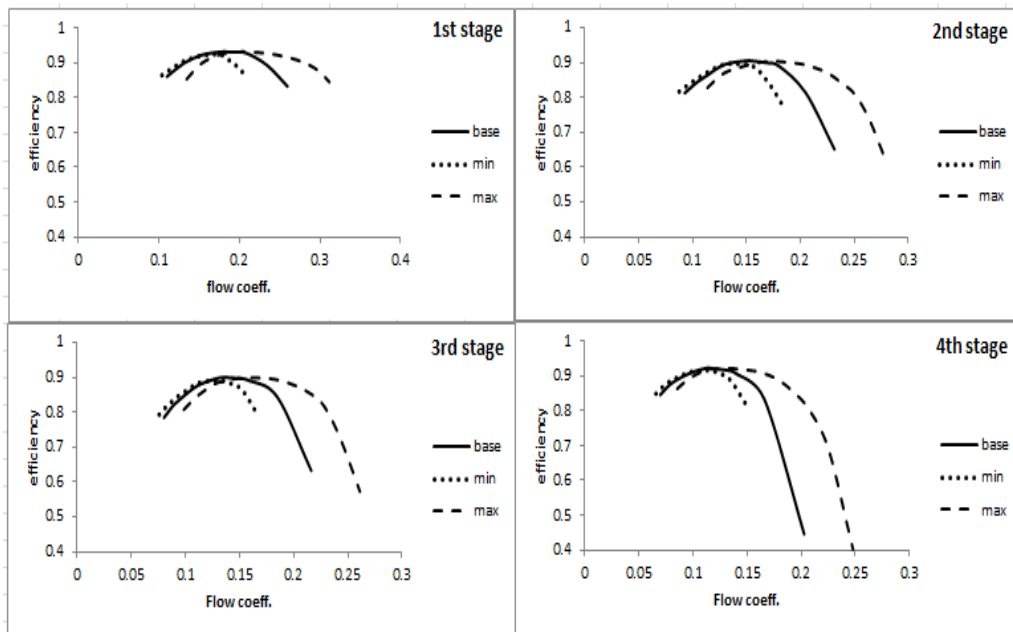 1st stage
1
0.9
0.8
0.7
0.6
0.5
0.4
efficiency
0 0.1 0.2 0.3 0.4
flow coeff.
base
min
max
2nd stage
1
0.9
0.8
0.7
0.6
0.5
0.4
efficiency
0 0.05 0.1 0.15 0.2 0.25 0.3
Flow coeff.
base
min
max
3rd stage
1
0.9
0.8
0.7
0.6
0.5
0.4
efficiency
0 0.05 0.1 0.15 0.2 0.25 0.3
Flow coeff.
base
min
max
4th stage
1
0.9
0.8
0.7
0.6
0.5
0.4
efficiency
0 0.05 0.1 0.15 0.2 0.25 0.3
Flow coeff.
base
min
max